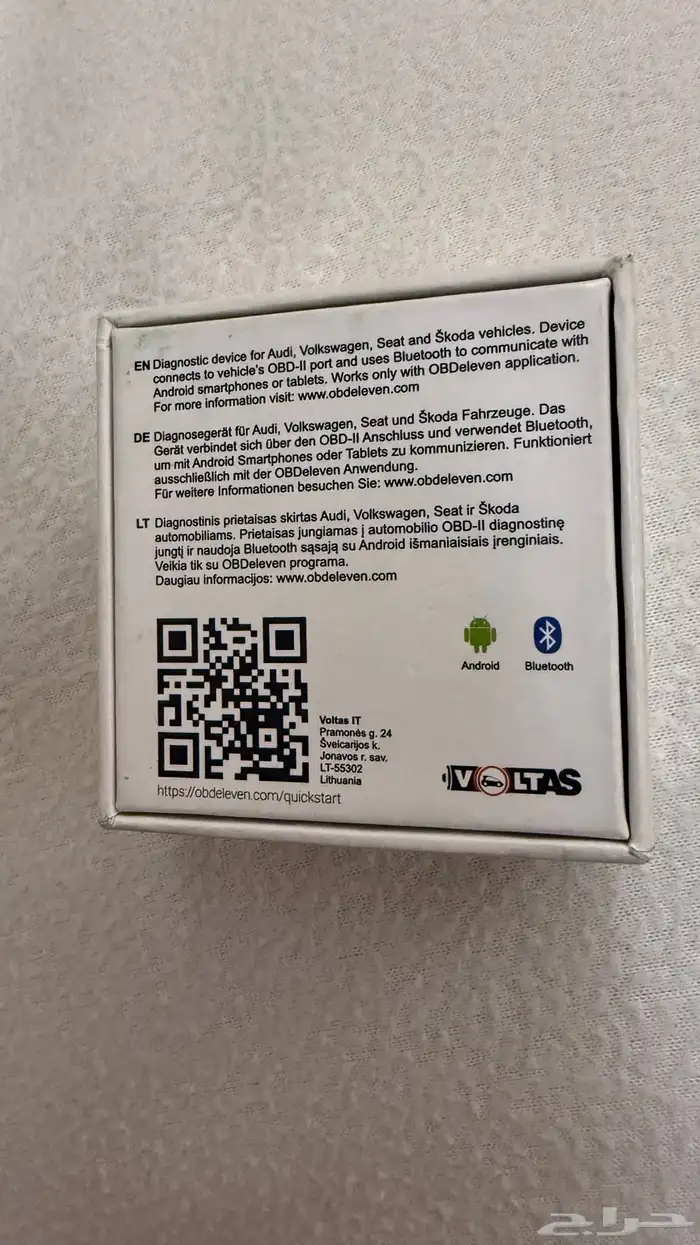 EN Diagnostic device for Audi, Volkswagen, Seat and Škoda vehicles. Device
connects to vehicle's OBD-II port and uses Bluetooth to communicate with
Android smartphones or tablets. Works only with OBDeleven application.
For more information visit: www.obdeleven.com
DE Diagnosegerät für Audi, Volkswagen, Seat und Škoda Fahrzeuge. Das
Gerät verbindet sich über den OBD-II Anschluss und verwendet Bluetooth,
um mit Android Smartphones oder Tablets zu kommunizieren. Funktioniert
ausschließlich mit der OBDeleven Anwendung.
Für weitere Informationen besuchen Sie: www.obdeleven.com
LT Diagnostinis prietaisas skirtas Audi, Volkswagen, Seat ir Škoda
automobiliams. Prietaisas jungiamas į automobilio OBD-II diagnostinę
jungtį ir naudoja Bluetooth sąsają su Android išmaniaisiais įrenginiais.
Veikia tik su OBDeleven programa.
Daugiau informacijos: www.obdeleven.com
Android
Bluetooth
Voltas IT
Pramonės g. 24
Šveicarijos k.
Jonavos r. sav.
LT-55302
Lithuania
https://obdeleven.com/quickstart
VOLTAS
حراج